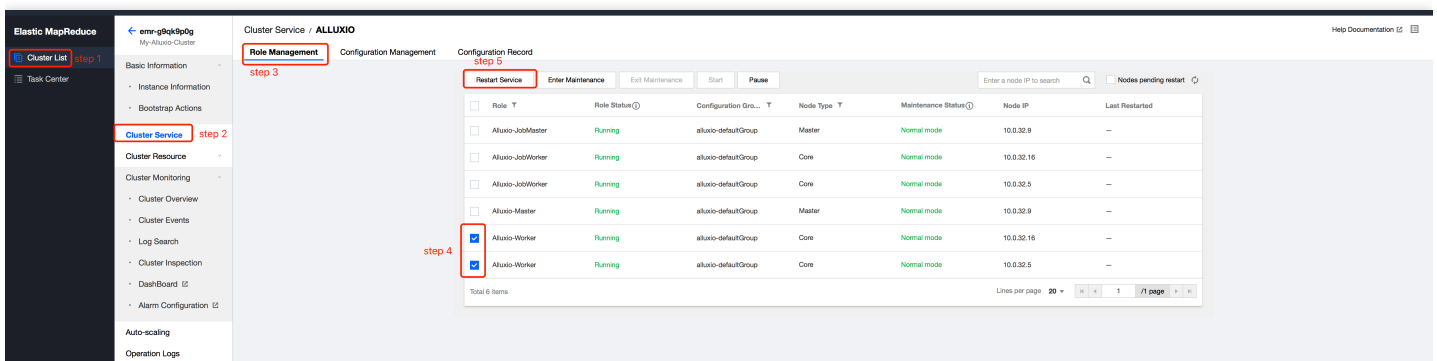 Elastic MapReduce
Cluster List
step 1
Task Center
emr-g9qk9p0g
My-Alluxio-Cluster
Basic Information
Instance Information
Bootstrap Actions
Cluster Service
step 2
Cluster Resource
Cluster Monitoring
Cluster Overview
Cluster Events
Log Search
Cluster Inspection
DashBoard
Alarm Configuration
Auto-scaling
Operation Logs
Cluster Service / ALLUXIO
Help Documentation
Role Management Configuration Management Configuration Record
step 3
step 5
Restart Service Enter Maintenance Exit Maintenance Start Pause Enter a node IP to search Nodes pending restart
Role Role Status Configuration Gro... Node Type Maintenance Status Node IP Last Restarted
Alluxio-JobMaster Running alluxio-defaultGroup Master Normal mode 10.0.32.9 —
Alluxio-JobWorker Running alluxio-defaultGroup Core Normal mode 10.0.32.16 —
Alluxio-JobWorker Running alluxio-defaultGroup Core Normal mode 10.0.32.5 —
Alluxio-Master Running alluxio-defaultGroup Master Normal mode 10.0.32.9 —
Alluxio-Worker Running alluxio-defaultGroup Core Normal mode 10.0.32.16 —
step 4
Alluxio-Worker Running alluxio-defaultGroup Core Normal mode 10.0.32.5 —
Total 6 items Lines per page 20 1 /1 page